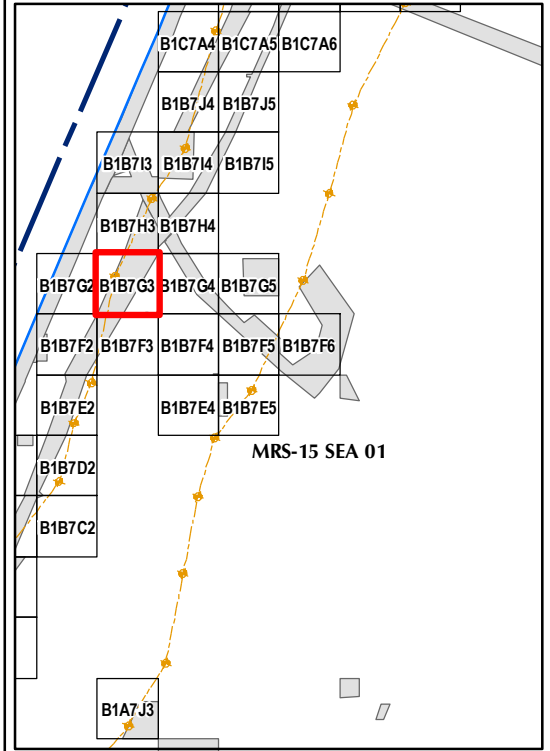 B1C7A4 B1C7A5 B1C7A6
B1B7J4 B1B7J5
B1B7I3 B1B7I4 B1B7I5
B1B7H3 B1B7H4
B1B7G2 B1B7G3 B1B7G4 B1B7G5
B1B7F2 B1B7F3 B1B7F4 B1B7F5 B1B7F6
B1B7E2 B1B7E4 B1B7E5
MRS-15 SEA 01
B1B7D2
B1B7C2
B1A7J3